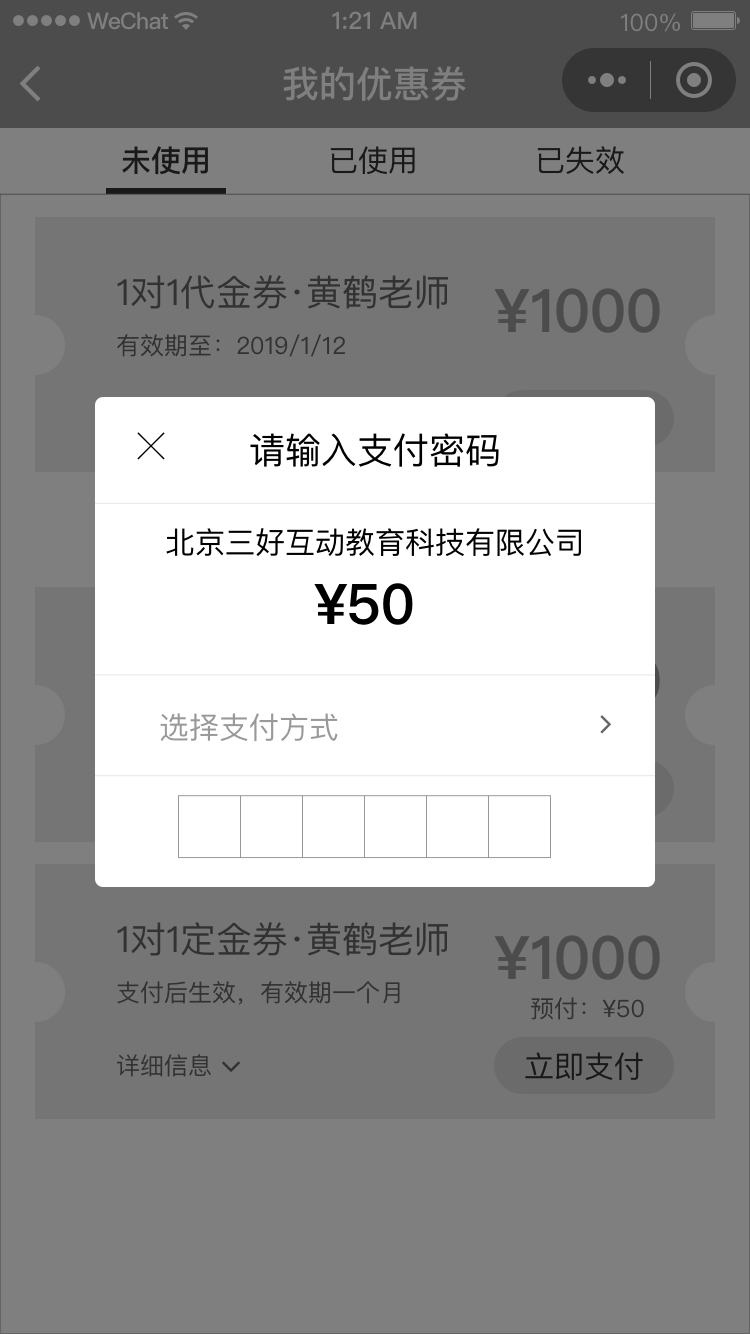 WeChat 1:21 AM 100%
我的优惠券
未使用 已使用 已失效
1对1代金券·黄鹤老师
¥1000
有效期至：2019/1/12
请输入支付密码
北京三好互动教育科技有限公司
¥50
选择支付方式
1对1定金券·黄鹤老师
¥1000
支付后生效，有效期一个月
预付：¥50
详细信息
立即支付